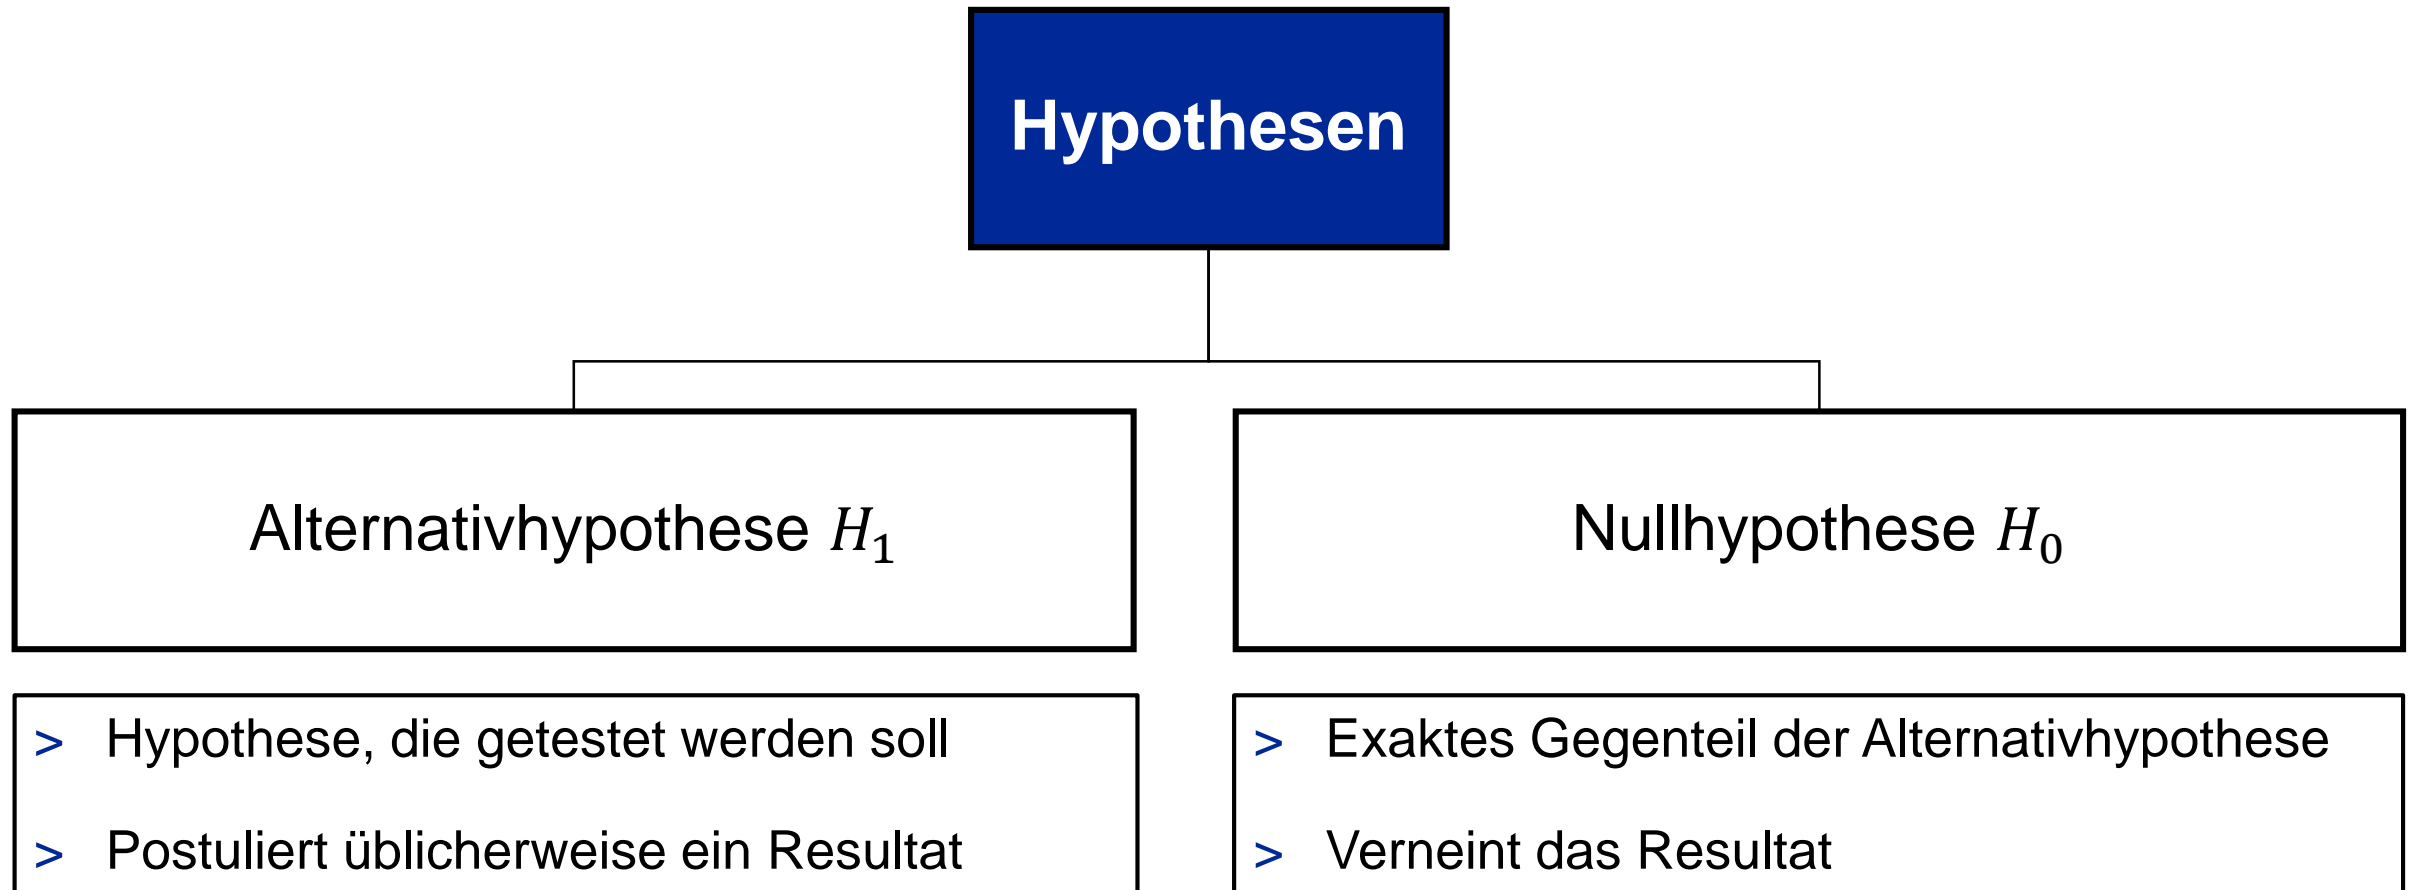 Hypothesen
Alternativhypothese H₁
Nullhypothese H₀
> Hypothese, die getestet werden soll
> Postuliert üblicherweise ein Resultat
> Exaktes Gegenteil der Alternativhypothese
> Verneint das Resultat